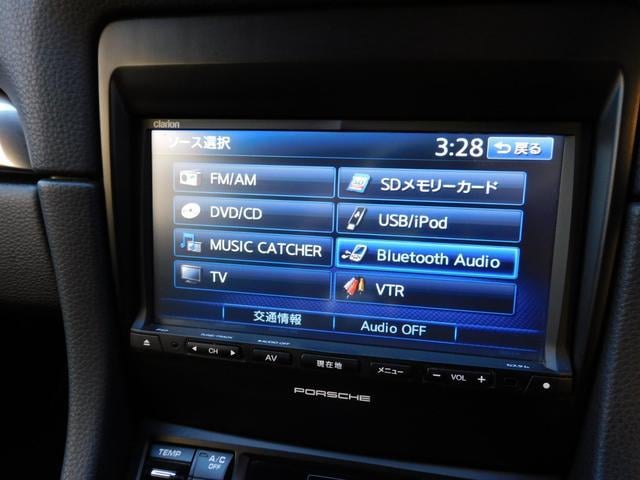 clarion
ソース選択
3:28
戻る
FM/AM
SDメモリーカード
DVD/CD
USB/iPod
MUSIC CATCHER
Bluetooth Audio
TV
VTR
交通情報
Audio OFF
CH
AV
現在地
メニュー
− VOL +
PORSCHE
TEMP
A/C
OFF